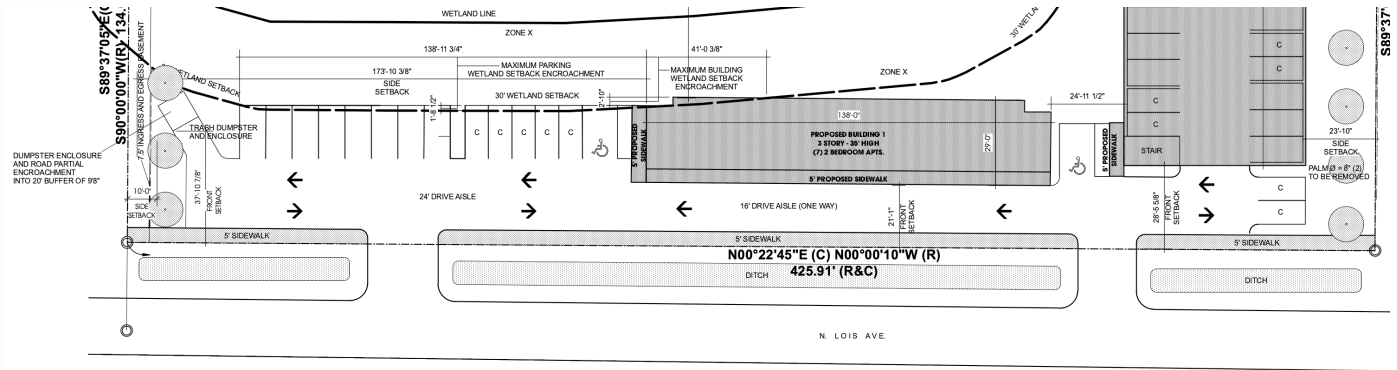 WETLAND LINE
ZONE X
30' WETLA
S89°37'05"E(C
S90°00'00"W(R) 134.
7.5' INGRESS AND EGRESS EASEMENT
WETLAND SETBACK
138'-11 3/4"
41'-0 3/8"
173'-10 3/8"
SIDE
SETBACK
MAXIMUM PARKING
WETLAND SETBACK ENCROACHMENT
MAXIMUM BUILDING
WETLAND SETBACK
ENCROACHMENT
ZONE X
30' WETLAND SETBACK
1'-8 1/2"
2'-10"
24'-11 1/2"
S89°37'
C
C
C
C
TRASH DUMPSTER
AND ENCLOSURE
C
C
C
C
C
5' PROPOSED
SIDEWALK
138'-0"
PROPOSED BUILDING 1
3 STORY - 35' HIGH
(7) 2 BEDROOM APTS.
29'-0"
5' PROPOSED SIDEWALK
5' PROPOSED
SIDEWALK
STAIR
23'-10"
SIDE
SETBACK
PALM Ø = 8" (2)
TO BE REMOVED
DUMPSTER ENCLOSURE
AND ROAD PARTIAL
ENCROACHMENT
INTO 20' BUFFER OF 9'8"
10'-0"
SIDE
SETBACK
37'-10 7/8"
FRONT
SETBACK
24' DRIVE AISLE
16' DRIVE AISLE (ONE WAY)
21'-1"
FRONT
SETBACK
28'-5 5/8"
FRONT
SETBACK
C
C
5' SIDEWALK
5' SIDEWALK
5' SIDEWALK
N00°22'45"E (C) N00°00'10"W (R)
425.91' (R&C)
DITCH
DITCH
N. LOIS AVE.